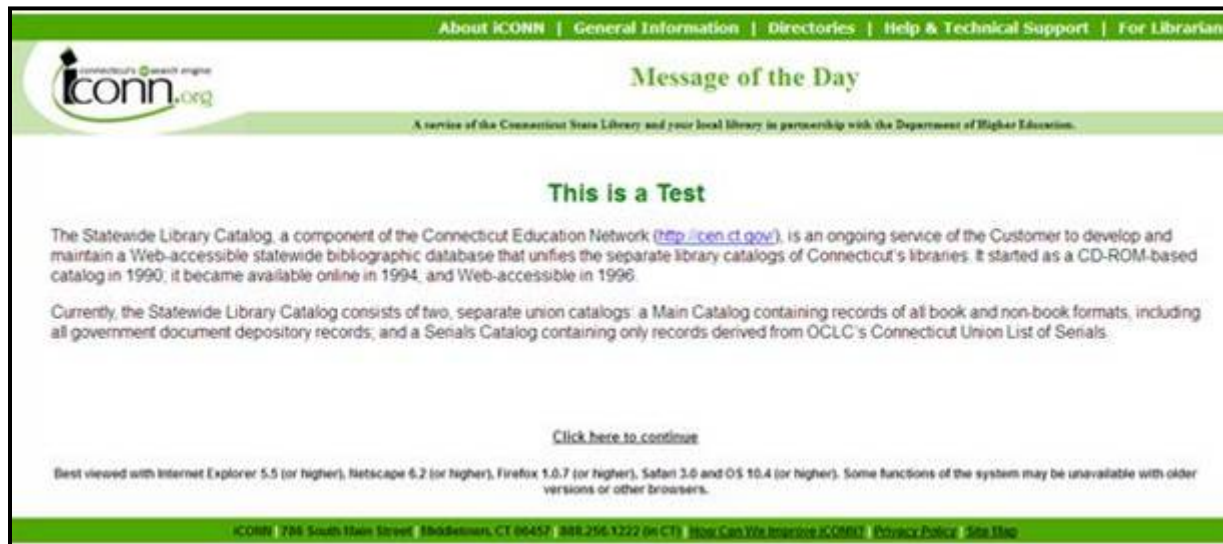 About iCONN | General Information | Directories | Help & Technical Support | For Librarian
connecticut's search engine
iconn.org
Message of the Day
A service of the Connecticut State Library and your local library in partnership with the Department of Higher Education.
This is a Test
The Statewide Library Catalog, a component of the Connecticut Education Network (http://cen.ct.gov/), is an ongoing service of the Customer to develop and
maintain a Web-accessible statewide bibliographic database that unifies the separate library catalogs of Connecticut's libraries. It started as a CD-ROM-based
catalog in 1990; it became available online in 1994, and Web-accessible in 1996.
Currently, the Statewide Library Catalog consists of two, separate union catalogs: a Main Catalog containing records of all book and non-book formats, including
all government document depository records; and a Serials Catalog containing only records derived from OCLC's Connecticut Union List of Serials.
Click here to continue
Best viewed with Internet Explorer 5.5 (or higher), Netscape 6.2 (or higher), Firefox 1.0.7 (or higher), Safari 3.0 and OS 10.4 (or higher). Some functions of the system may be unavailable with older
versions or other browsers.
iCONN | 786 South Main Street | Middletown, CT 06457 | 888.256.1222 (in CT) | How Can We Improve iCONN? | Privacy Policy | Site Map